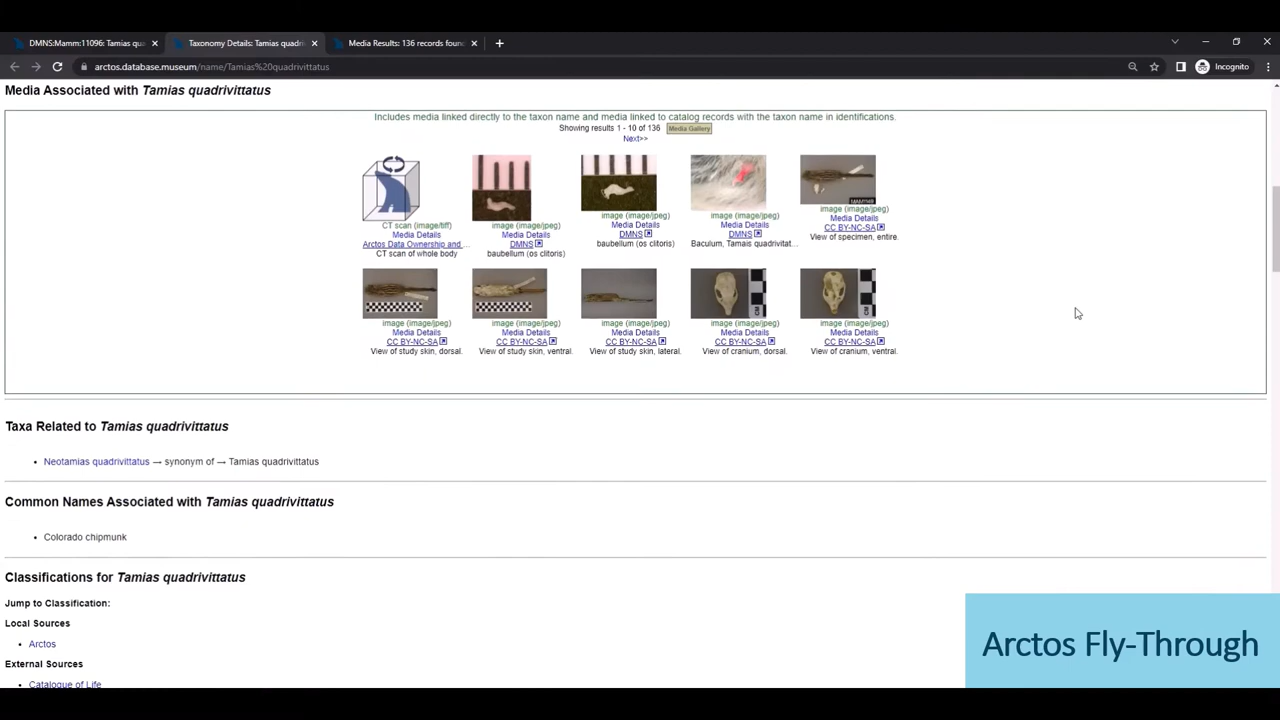 DMNS:Mamm:11096: Tamias qua
Taxonomy Details: Tamias quadri
Media Results: 136 records foun
arctos.database.museum/name/Tamias%20quadrivittatus
Incognito
Media Associated with Tamias quadrivittatus
Includes media linked directly to the taxon name and media linked to catalog records with the taxon name in identifications.
Showing results 1 - 10 of 136 Media Gallery
Next>>
CT scan (image/tiff)
Media Details
Arctos Data Ownership and ...
CT scan of whole body
image (image/jpeg)
Media Details
DMNS
baubellum (os clitoris)
image (image/jpeg)
Media Details
DMNS
baubellum (os clitoris)
image (image/jpeg)
Media Details
DMNS
Baculum, Tamais quadrivitat...
image (image/jpeg)
Media Details
CC BY-NC-SA
View of specimen, entire.
image (image/jpeg)
Media Details
CC BY-NC-SA
View of study skin, dorsal.
image (image/jpeg)
Media Details
CC BY-NC-SA
View of study skin, ventral.
image (image/jpeg)
Media Details
CC BY-NC-SA
View of study skin, lateral.
image (image/jpeg)
Media Details
CC BY-NC-SA
View of cranium, dorsal.
image (image/jpeg)
Media Details
CC BY-NC-SA
View of cranium, ventral.
Taxa Related to Tamias quadrivittatus
• Neotamias quadrivittatus → synonym of → Tamias quadrivittatus
Common Names Associated with Tamias quadrivittatus
• Colorado chipmunk
Classifications for Tamias quadrivittatus
Jump to Classification:
Local Sources
• Arctos
External Sources
• Catalogue of Life
Arctos Fly-Through